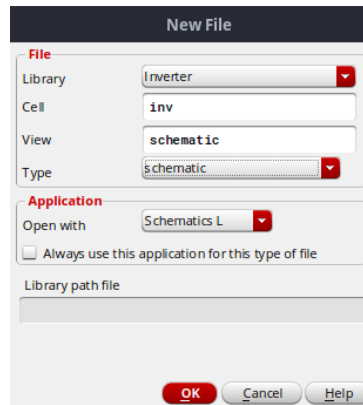 New File
File
Library Inverter
Cell inv
View schematic
Type schematic
Application
Open with Schematics L
Always use this application for this type of file
Library path file
OK Cancel Help